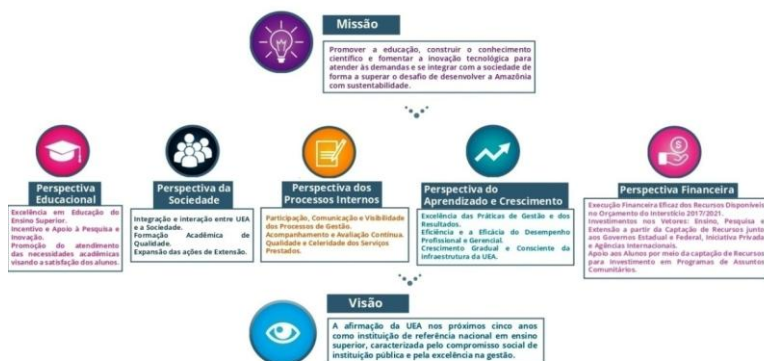 Missão
Promover a educação, construir o conhecimento
científico e fomentar a inovação tecnológica para
atender às demandas e se integrar com a sociedade de
forma a superar o desafio de desenvolver a Amazônia
com sustentabilidade.
Perspectiva
Educacional
Excelência em Educação do
Ensino Superior.
Incentivo e Apoio à Pesquisa e
Inovação.
Promoção do atendimento
das necessidades acadêmicas
visando a satisfação dos alunos.
Perspectiva da
Sociedade
Integração e interação entre UEA
e a Sociedade.
Formação Acadêmica de
Qualidade.
Expansão das ações de Extensão.
Perspectiva dos
Processos Internos
Participação, Comunicação e Visibilidade
dos Processos de Gestão.
Acompanhamento e Avaliação Contínua.
Qualidade e Celeridade dos Serviços
Prestados.
Perspectiva do
Aprendizado e Crescimento
Excelência das Práticas de Gestão e dos
Resultados.
Eficiência e a Eficácia do Desempenho
Profissional e Gerencial.
Crescimento Gradual e Consciente da
infraestrutura da UEA.
Perspectiva Financeira
Execução Financeira Eficaz dos Recursos Disponíveis
no Orçamento do Interstício 2017/2021.
Investimentos nos Vetores: Ensino, Pesquisa e
Extensão a partir da Captação de Recursos junto
aos Governos Estadual e Federal, Iniciativa Privada
e Agências Internacionais.
Apoio aos Alunos por meio da captação de Recursos
para Investimento em Programas de Assuntos
Comunitários.
Visão
A afirmação da UEA nos próximos cinco anos
como instituição de referência nacional em ensino
superior, caracterizada pelo compromisso social de
instituição pública e pela excelência na gestão.